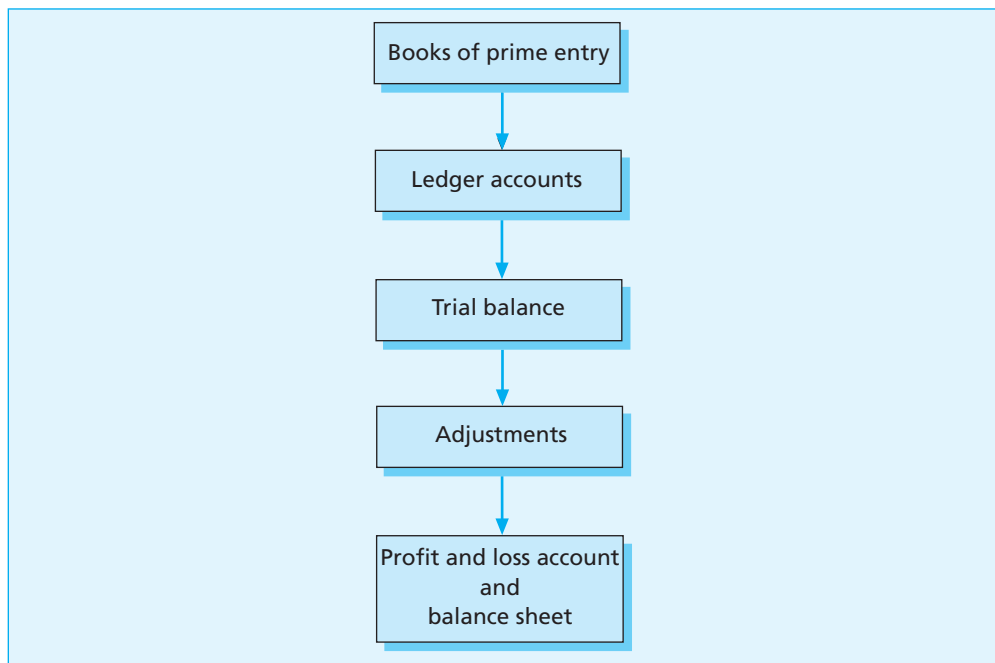 Books of prime entry
Ledger accounts
Trial balance
Adjustments
Profit and loss account
and
balance sheet